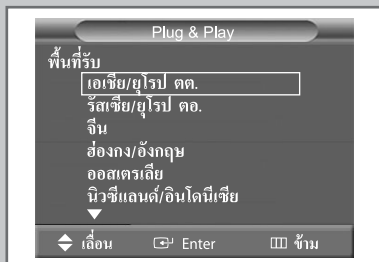 Plug & Play
พื้นที่รับ
เอเชีย/ยุโรป ตต.
รัสเซีย/ยุโรป ตอ.
จีน
ฮ่องกง/อังกฤษ
ออสเตรเลีย
นิวซีแลนด์/อินโดนีเซีย
เลื่อน Enter ข้าม